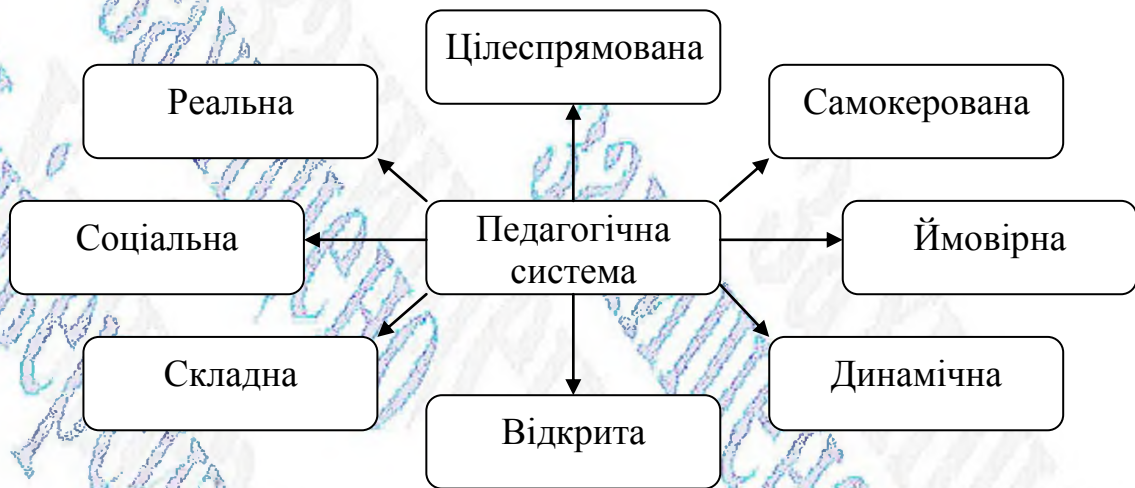 Цілеспрямована
Реальна
Самокерована
Соціальна
Педагогічна
система
Ймовірна
Складна
Динамічна
Відкрита